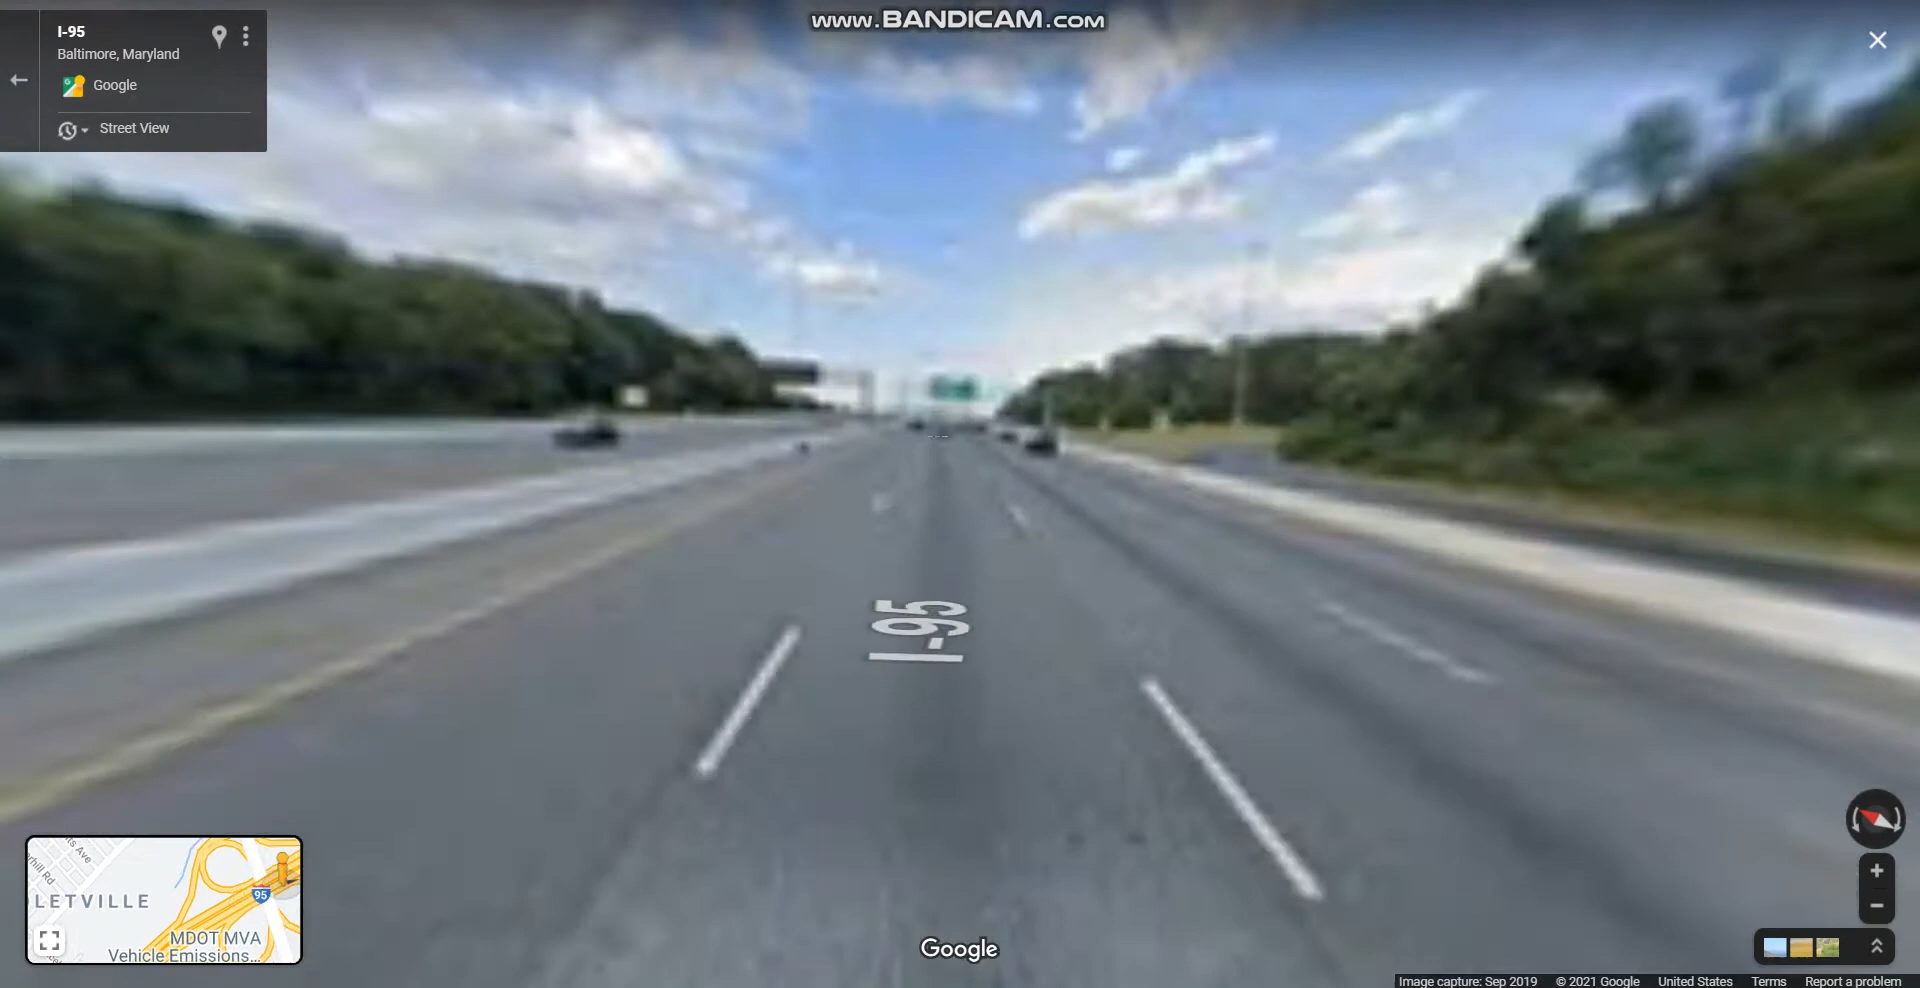 www.BANDICAM.com
I-95
Baltimore, Maryland
Google
Street View
I-95
LETVILLE
95
MDOT MVA
Vehicle Emissions...
Google
Image capture: Sep 2019 © 2021 Google United States Terms Report a problem